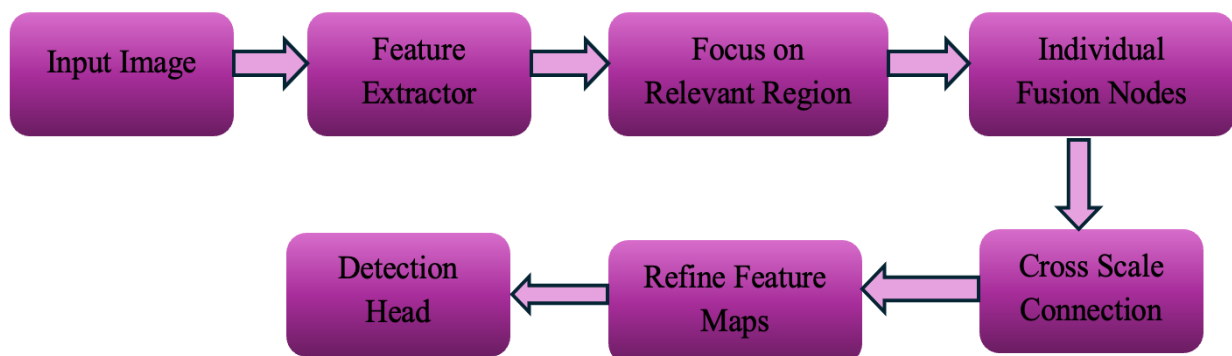 Input Image
Feature
Extractor
Focus on
Relevant Region
Individual
Fusion Nodes
Cross Scale
Connection
Refine Feature
Maps
Detection
Head